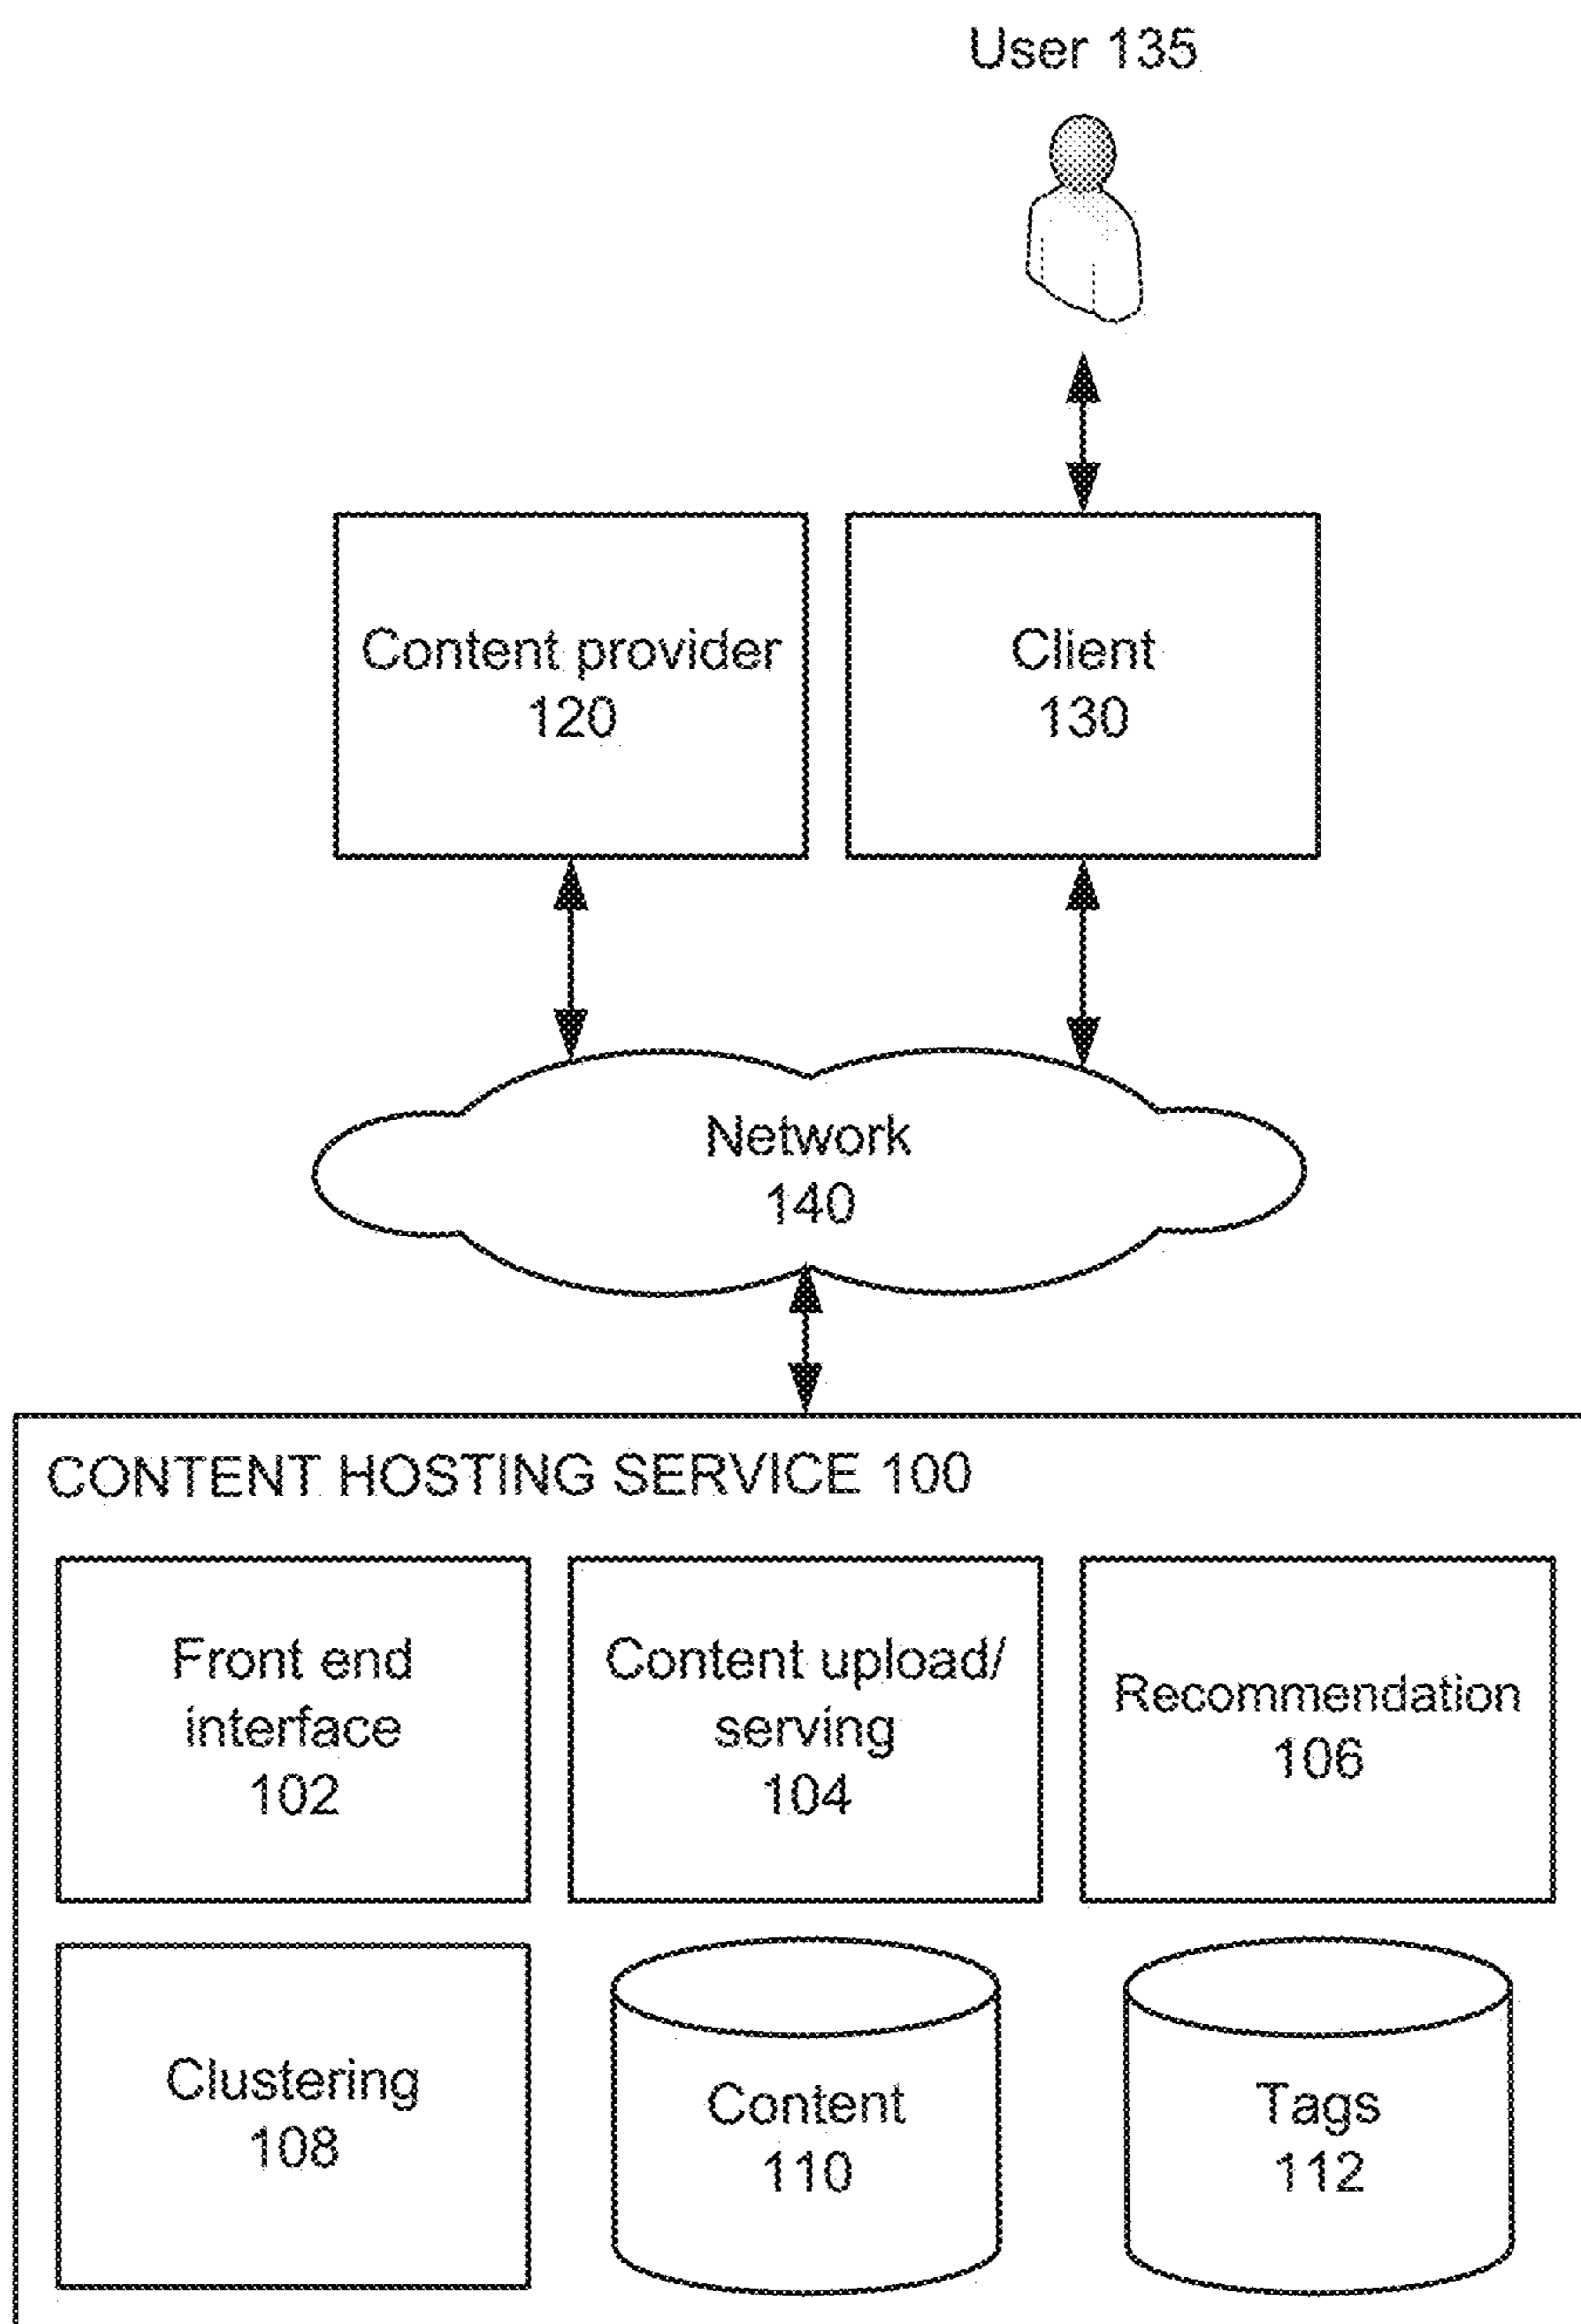 User 135
Content provider
120
Client
130
Network
140
CONTENT HOSTING SERVICE 100
Front end
interface
102
Content upload/
serving
104
Recommendation
106
Clustering
108
Content
110
Tags
112